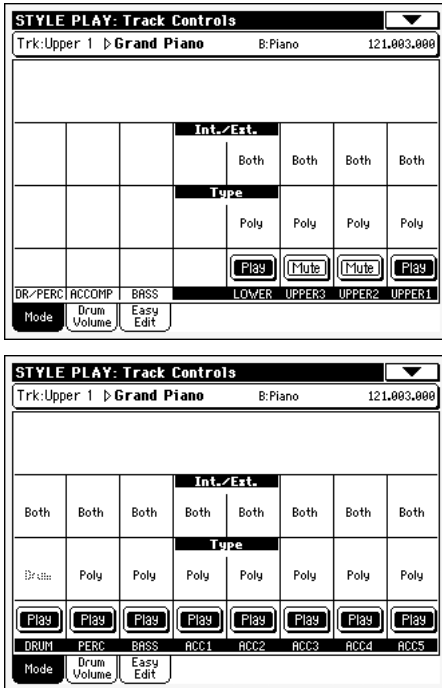 STYLE PLAY: Track Controls
Trk:Upper 1 ▷Grand Piano B:Piano 121.003.000
Int./Ext.
Both Both Both Both
Type
Poly Poly Poly Poly
Play Mute Mute Play
DR/PERC ACCOMP BASS LOWER UPPER3 UPPER2 UPPER1
Mode Drum Volume Easy Edit
STYLE PLAY: Track Controls
Trk:Upper 1 ▷Grand Piano B:Piano 121.003.000
Int./Ext.
Both Both Both Both Both Both Both Both
Type
Drum Poly Poly Poly Poly Poly Poly Poly
Play Play Play Play Play Play Play Play
DRUM PERC BASS ACC1 ACC2 ACC3 ACC4 ACC5
Mode Drum Volume Easy Edit